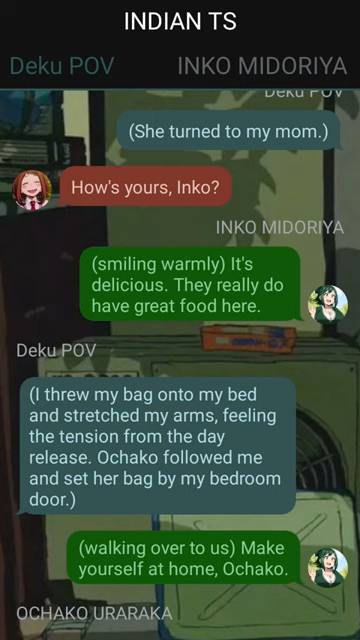 INDIAN TS
Deku POV
INKO MIDORIYA
Deku POV
(She turned to my mom.)
How's yours, Inko?
INKO MIDORIYA
(smiling warmly) It's
delicious. They really do
have great food here.
Deku POV
(I threw my bag onto my bed
and stretched my arms, feeling
the tension from the day
release. Ochako followed me
and set her bag by my bedroom
door.)
(walking over to us) Make
yourself at home, Ochako.
OCHAKO URARAKA